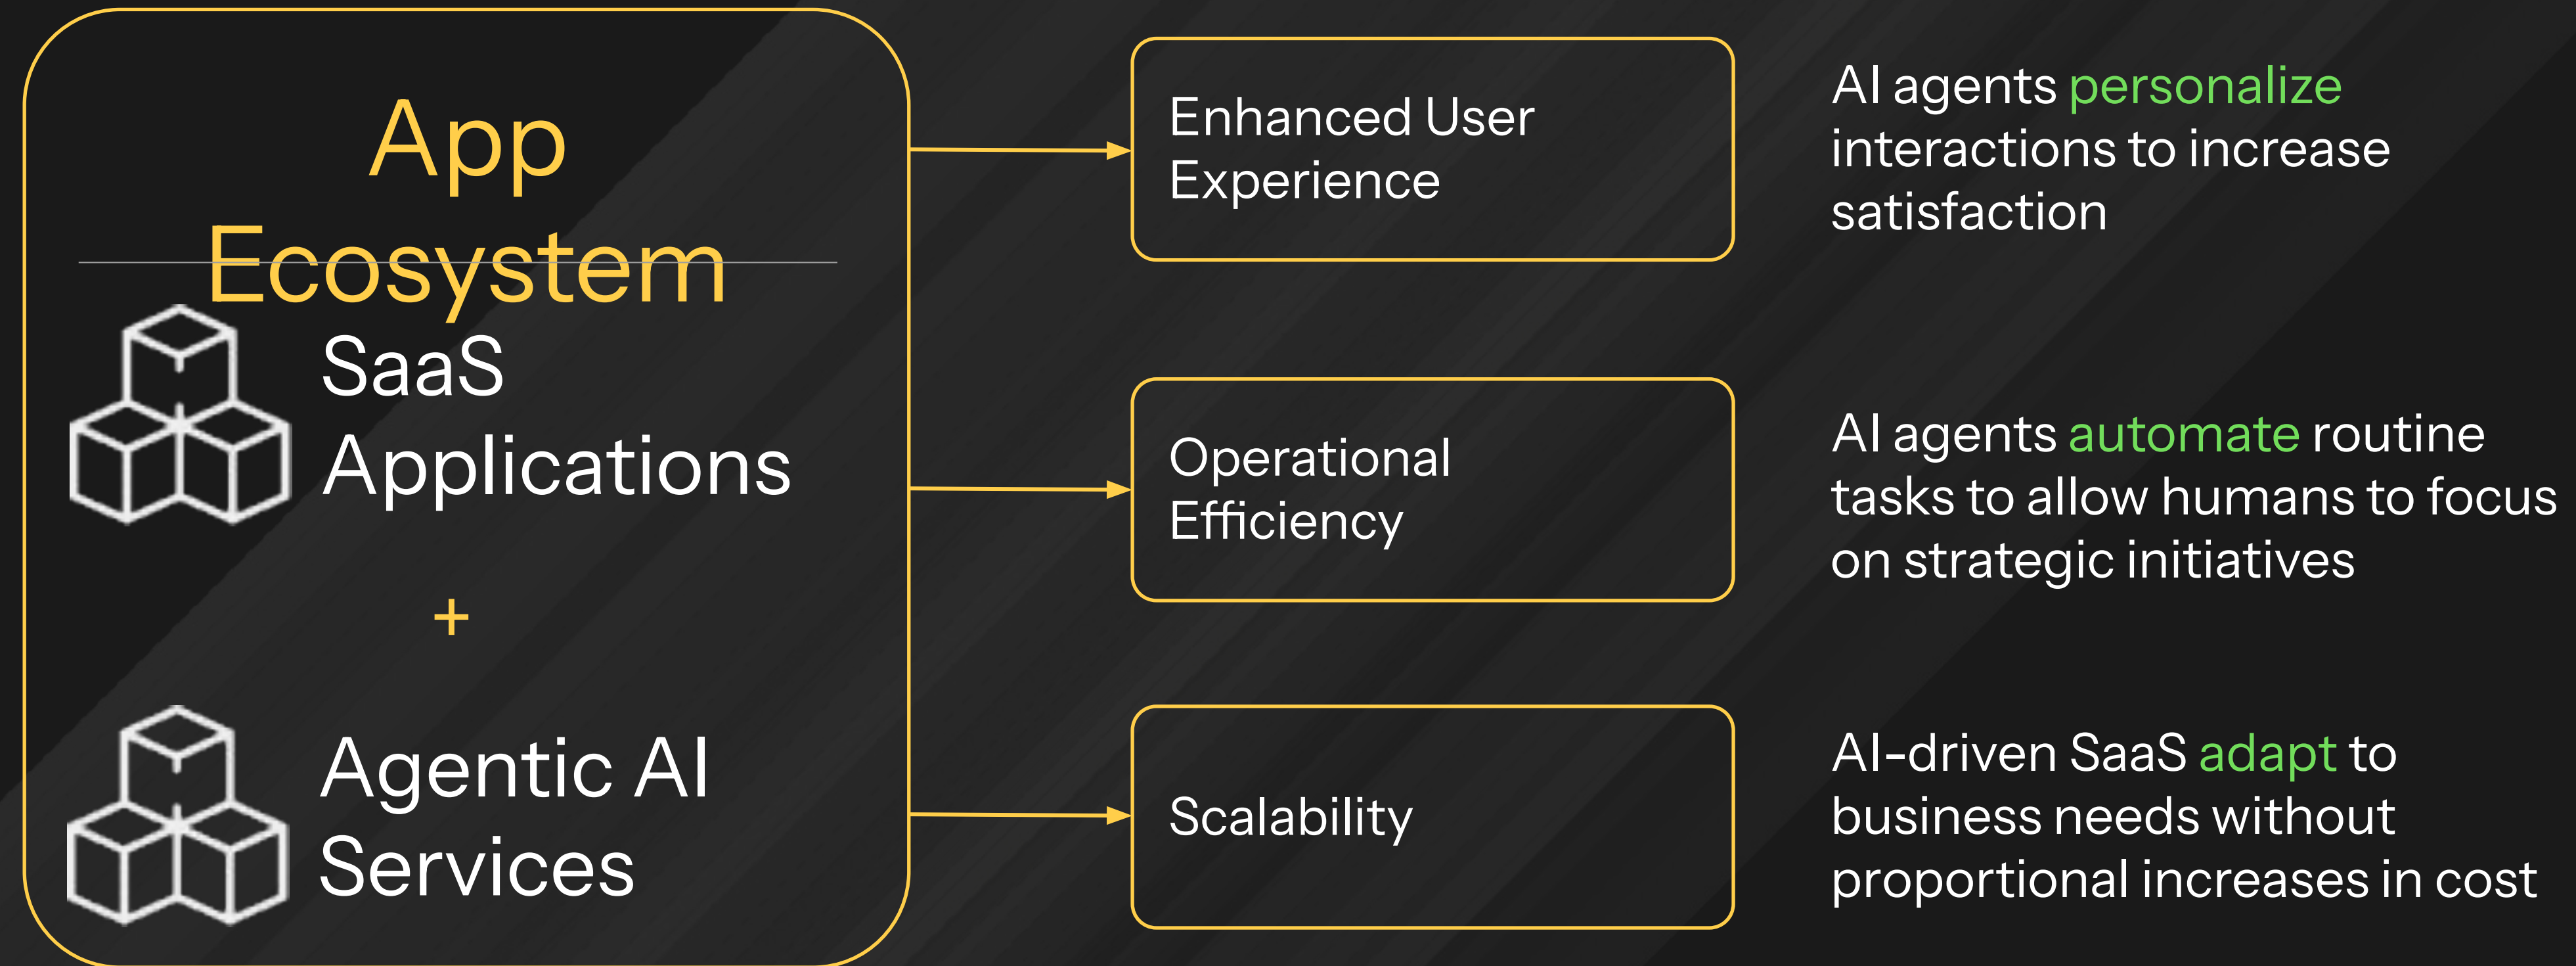 App
Ecosystem
SaaS
Applications
+
Agentic AI
Services
Enhanced User
Experience
AI agents personalize
interactions to increase
satisfaction
Operational
Efficiency
AI agents automate routine
tasks to allow humans to focus
on strategic initiatives
Scalability
AI-driven SaaS adapt to
business needs without
proportional increases in cost